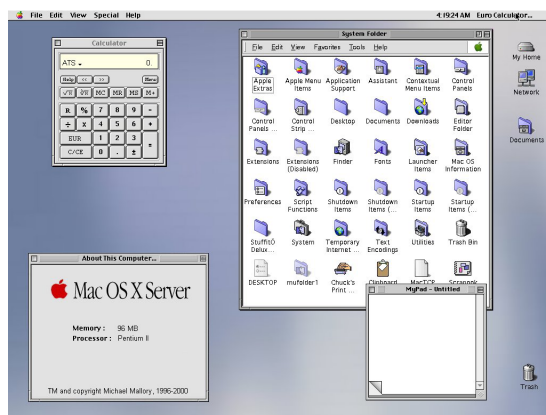 File Edit View Special Help
4:19:24 AM Euro Calculator...
Calculator
ATS 0.
Help << >> Menu
√‾X ∛X MC MR MS M+
R % 7 8 9 -
÷ X 4 5 6 +
EUR 1 2 3 =
C/CE 0 . ±
System Folder
File Edit View Favorites Tools Help
Apple Extras
Apple Menu Items
Application Support
Assistant
Contextual Menu Items
Control Panels
Control Panels ...
Control Strip ...
Desktop
Documents
Downloads
Editor Folder
Extensions
Extensions (Disabled)
Finder
Fonts
Launcher Items
Mac OS Information
Preferences
Script Functions
Shutdown Items
Shutdown Items (...
Startup Items
Startup Items (...
StuffitÖ Delux...
System
Temporary Internet ...
Text Encodings
Utilities
Trash Bin
DESKTOP
mufolder1
Chuck's Print ...
Clipboard
MacTCP
Scrapbook
My Home
Network
Documents
Trash
About This Computer...
Mac OS X Server
Memory : 96 MB
Processor : Pentium II
TM and copyright Michael Mallory, 1996-2000
MyPad - Untitled